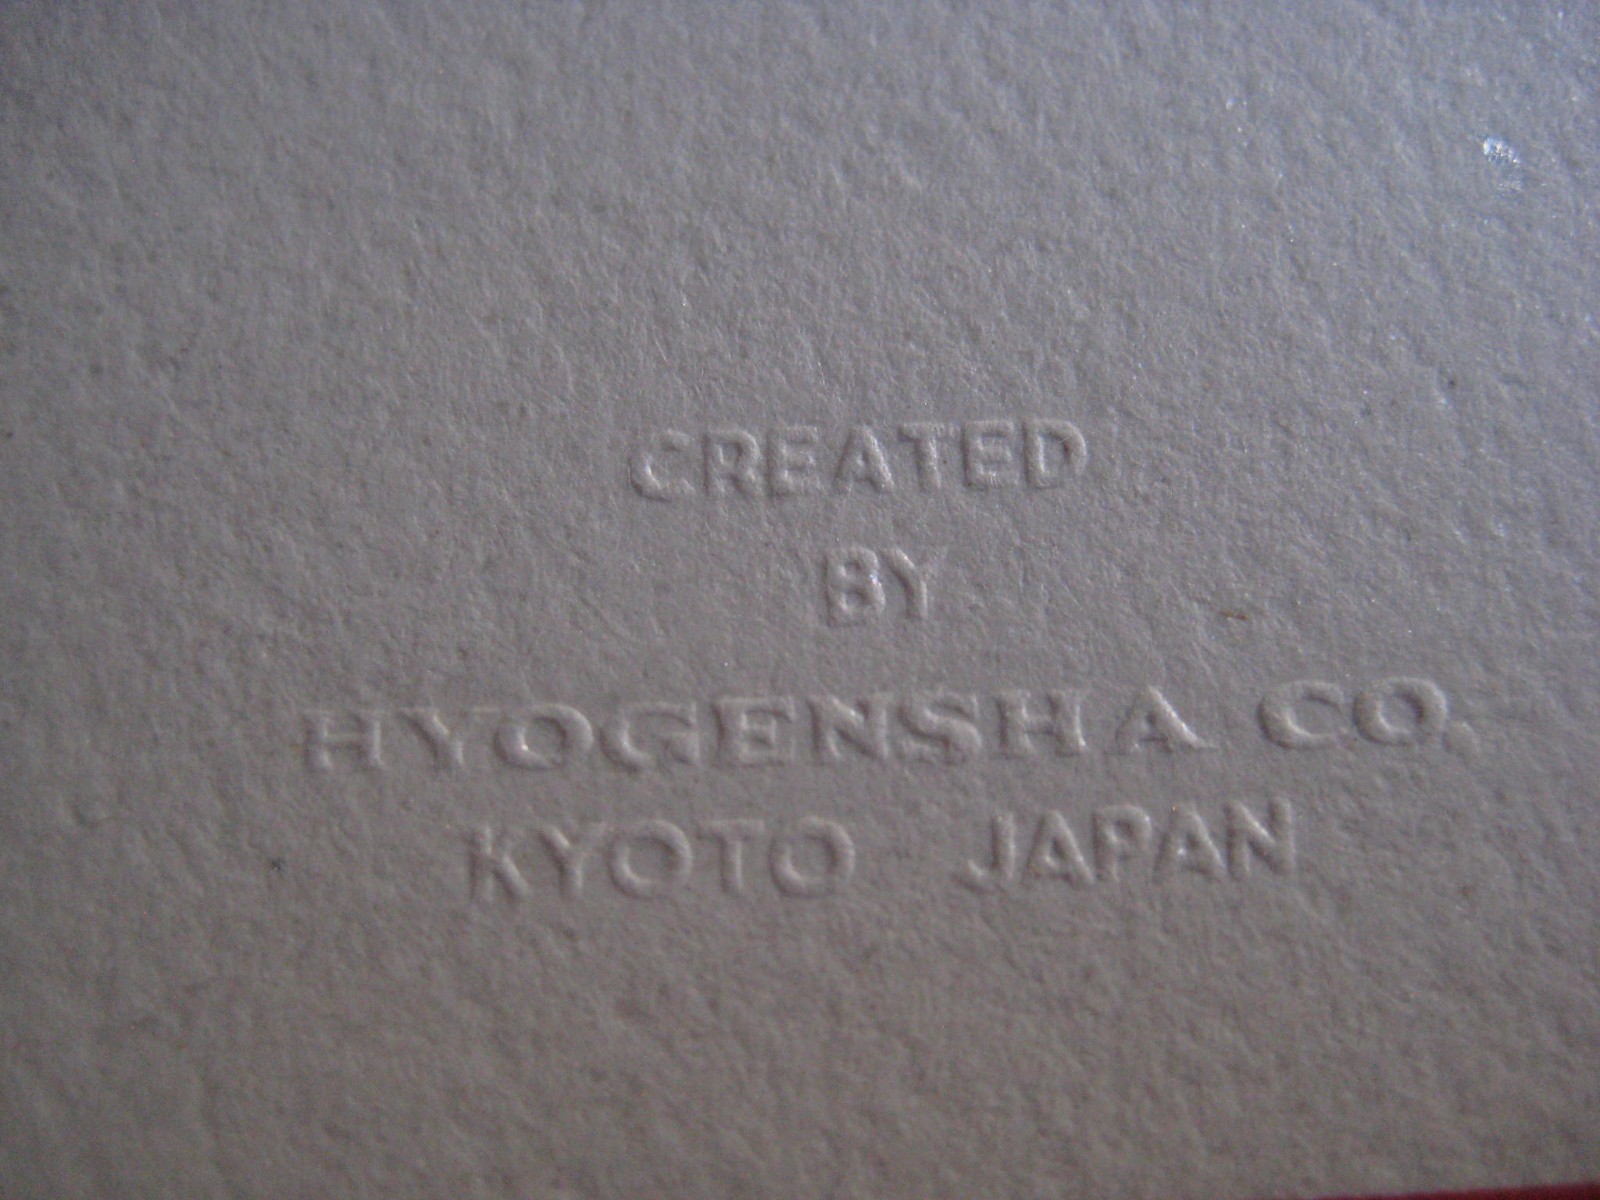 CREATED
BY
HYOGENSHA CO.
KYOTO JAPAN